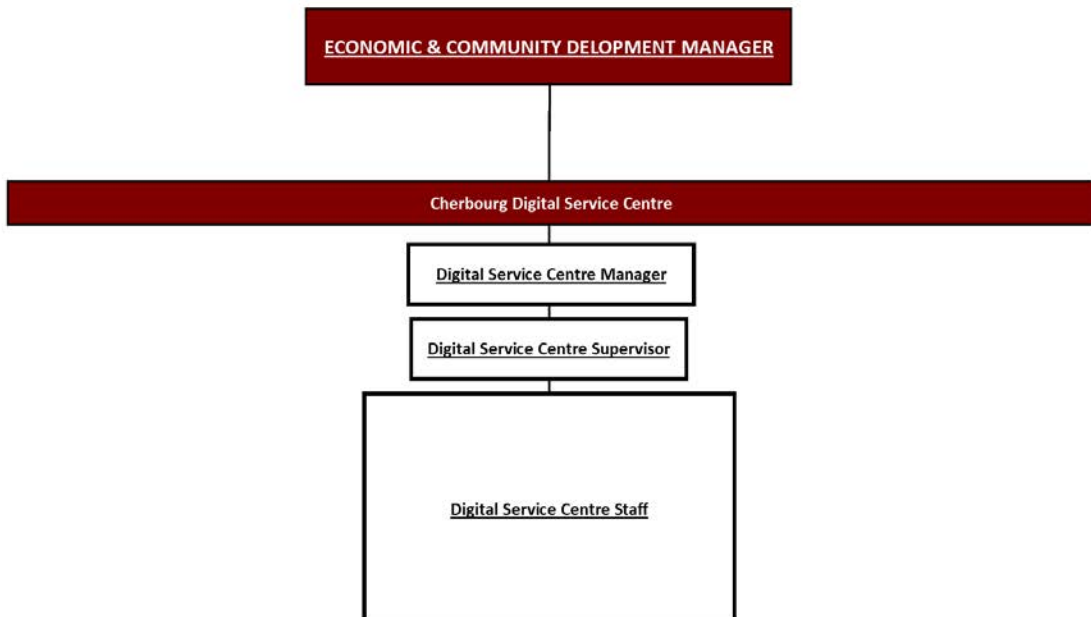 ECONOMIC & COMMUNITY DELOPMENT MANAGER
Cherbourg Digital Service Centre
Digital Service Centre Manager
Digital Service Centre Supervisor
Digital Service Centre Staff